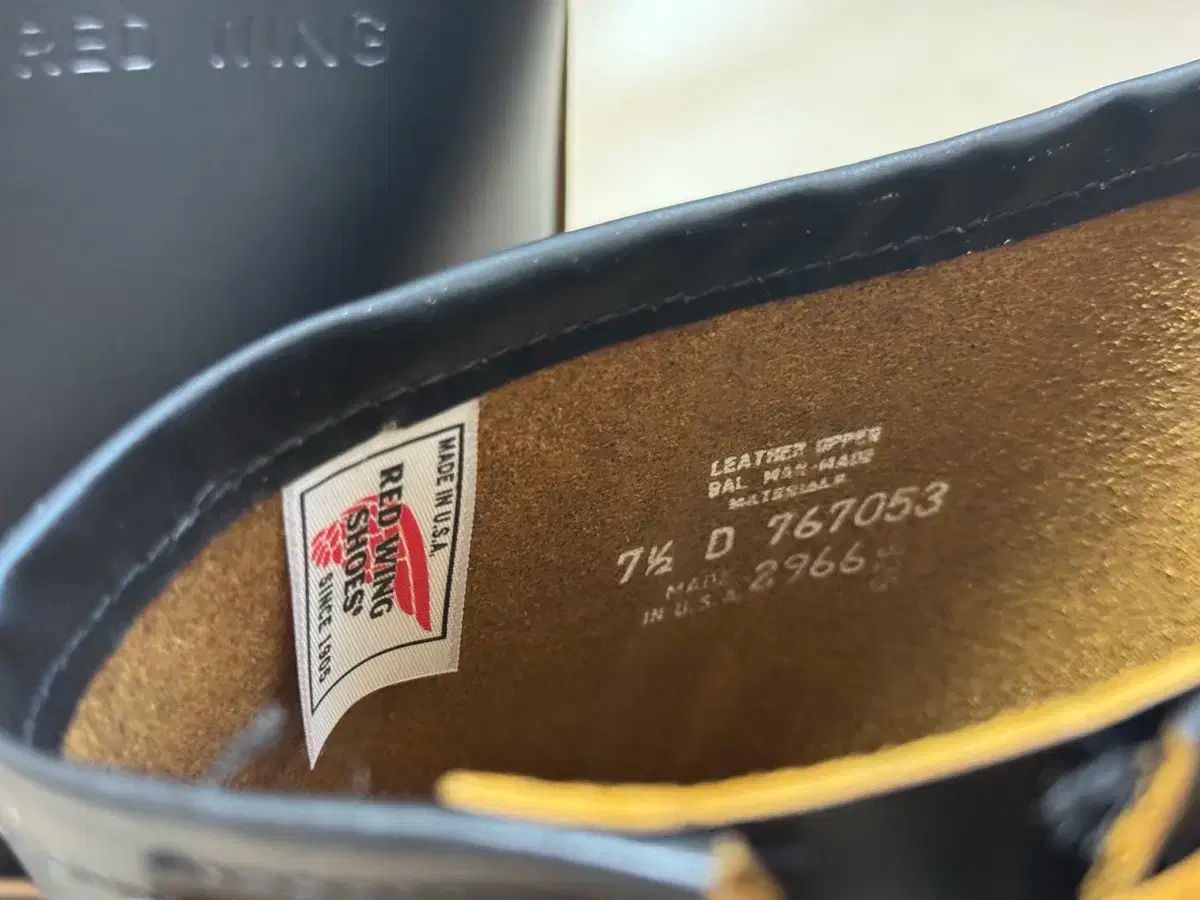 RED WING
MADE IN U.S.A.
RED WING
SHOES
SINCE 1905
LEATHER UPPER
BAL MAN-MADE
MATERIALS
7½ D 767053
MADE 2966
IN U.S.A.